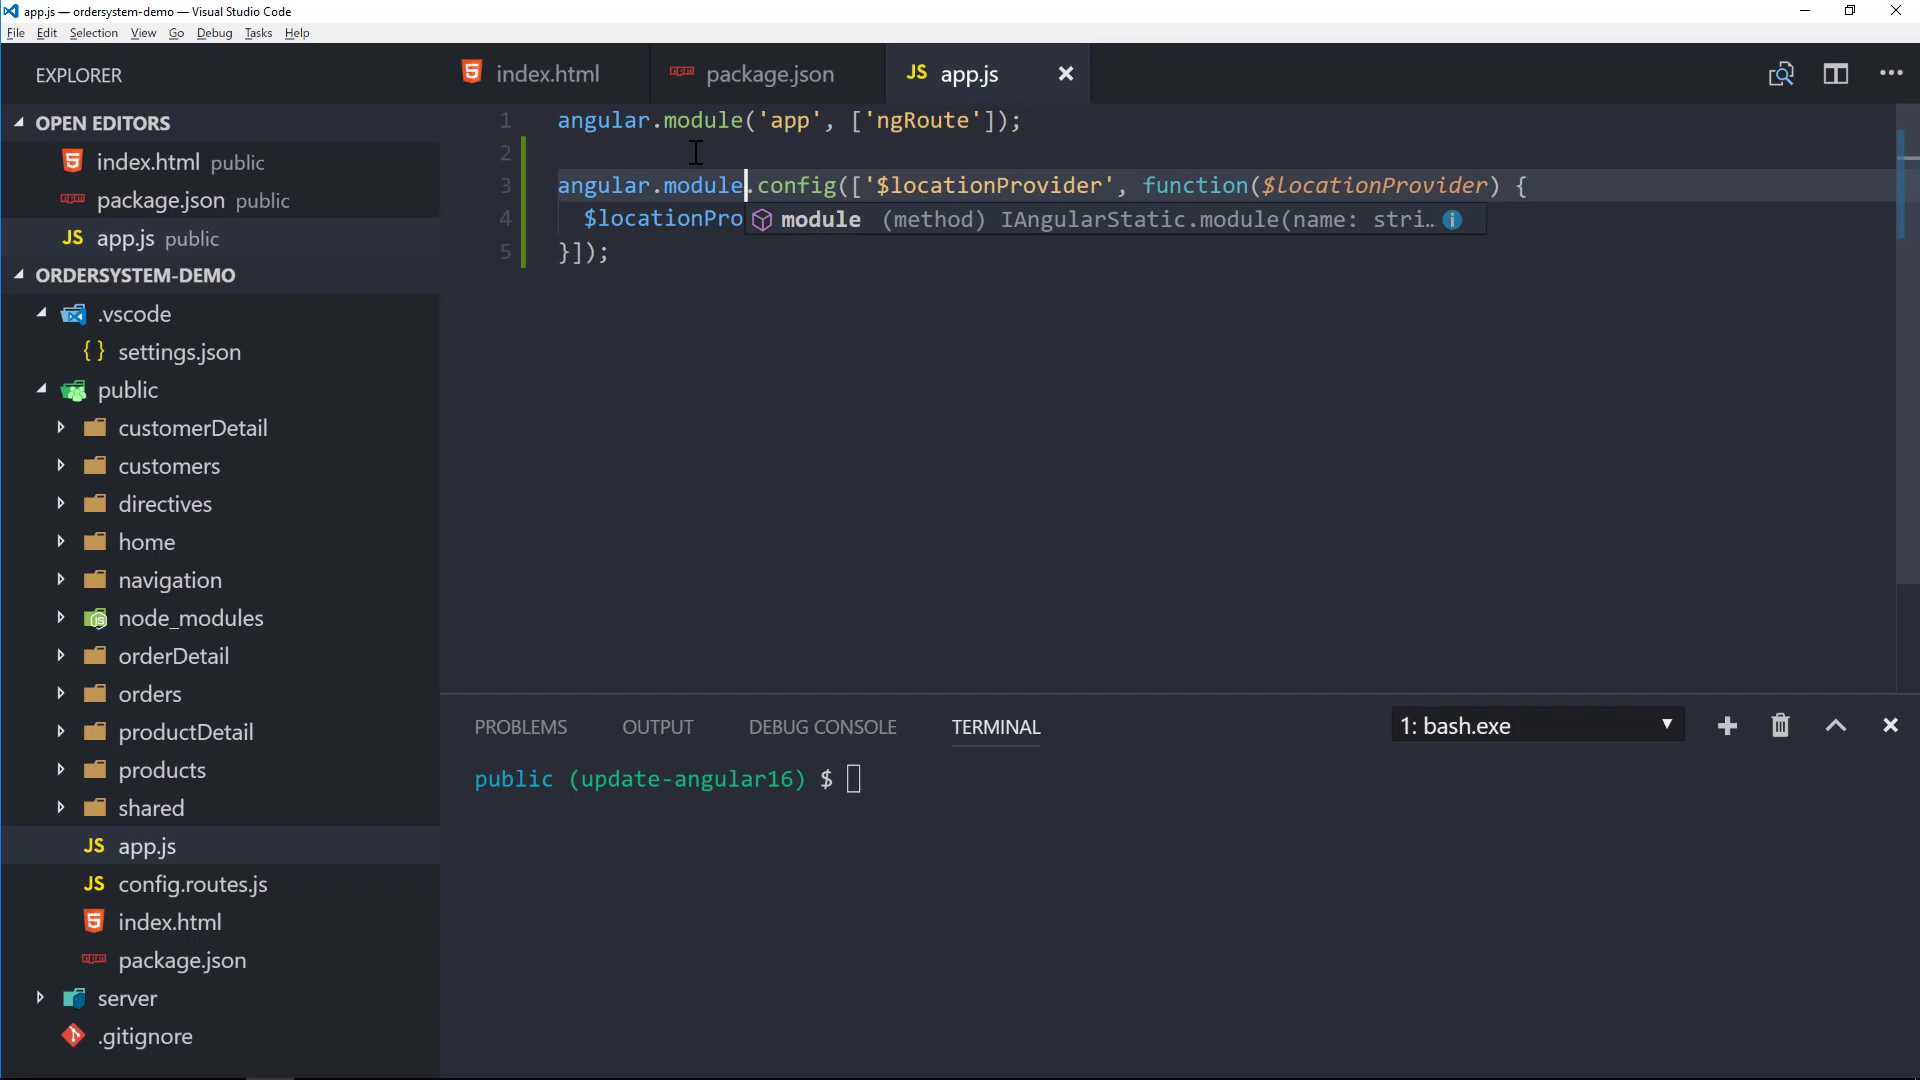 app.js — ordersystem-demo — Visual Studio Code
File Edit Selection View Go Debug Tasks Help
EXPLORER
index.html package.json JS app.js
OPEN EDITORS
index.html public
package.json public
JS app.js public
ORDERSYSTEM-DEMO
.vscode
{ } settings.json
public
customerDetail
customers
directives
home
navigation
node_modules
orderDetail
orders
productDetail
products
shared
JS app.js
JS config.routes.js
index.html
package.json
server
.gitignore
1 angular.module('app', ['ngRoute']);
2
3 angular.module.config(['$locationProvider', function($locationProvider) {
4 $locationPro
module (method) IAngularStatic.module(name: stri…
5 }]);
PROBLEMS OUTPUT DEBUG CONSOLE TERMINAL 1: bash.exe
public (update-angular16) $